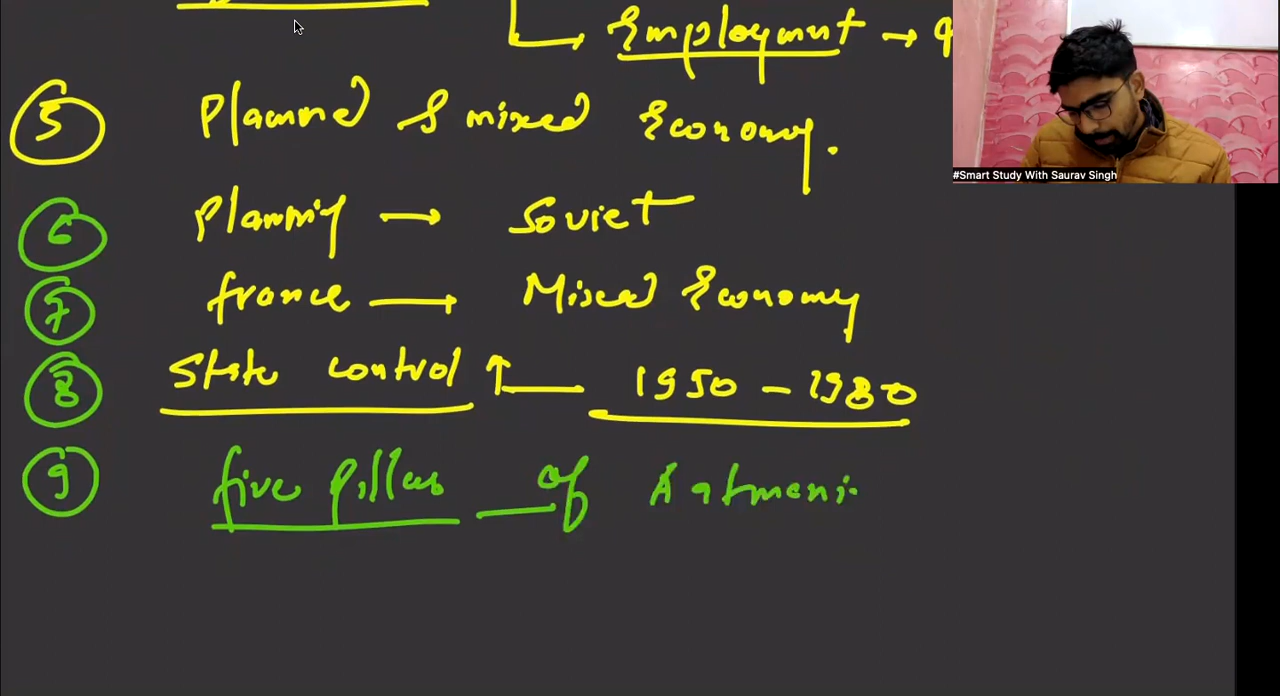 Employment →
5 Planned & mixed Economy.
#Smart Study With Saurav Singh
6 Planning → Soviet
7 france → Mixed Economy
8 State control ↑ 1950 - 1980
9 five pillars of Aatmani